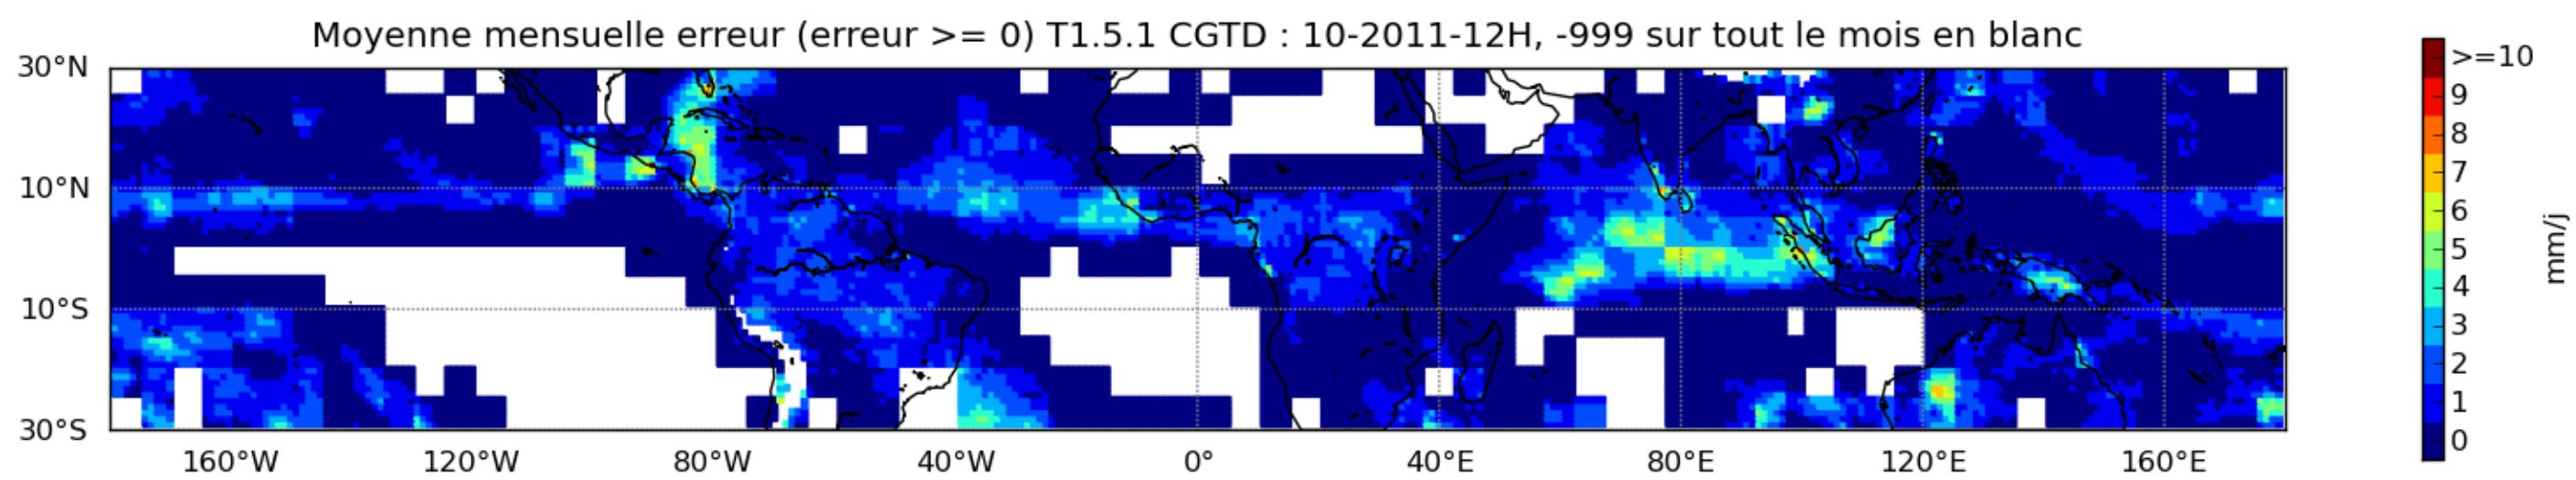 Moyenne mensuelle erreur (erreur >= 0) T1.5.1 CGTD : 10-2011-12H, -999 sur tout le mois en blanc
30°N
10°N
10°S
30°S
160°W 120°W 80°W 40°W 0° 40°E 80°E 120°E 160°E
>=10
9
8
7
6
5
4
3
2
1
0
mm/j